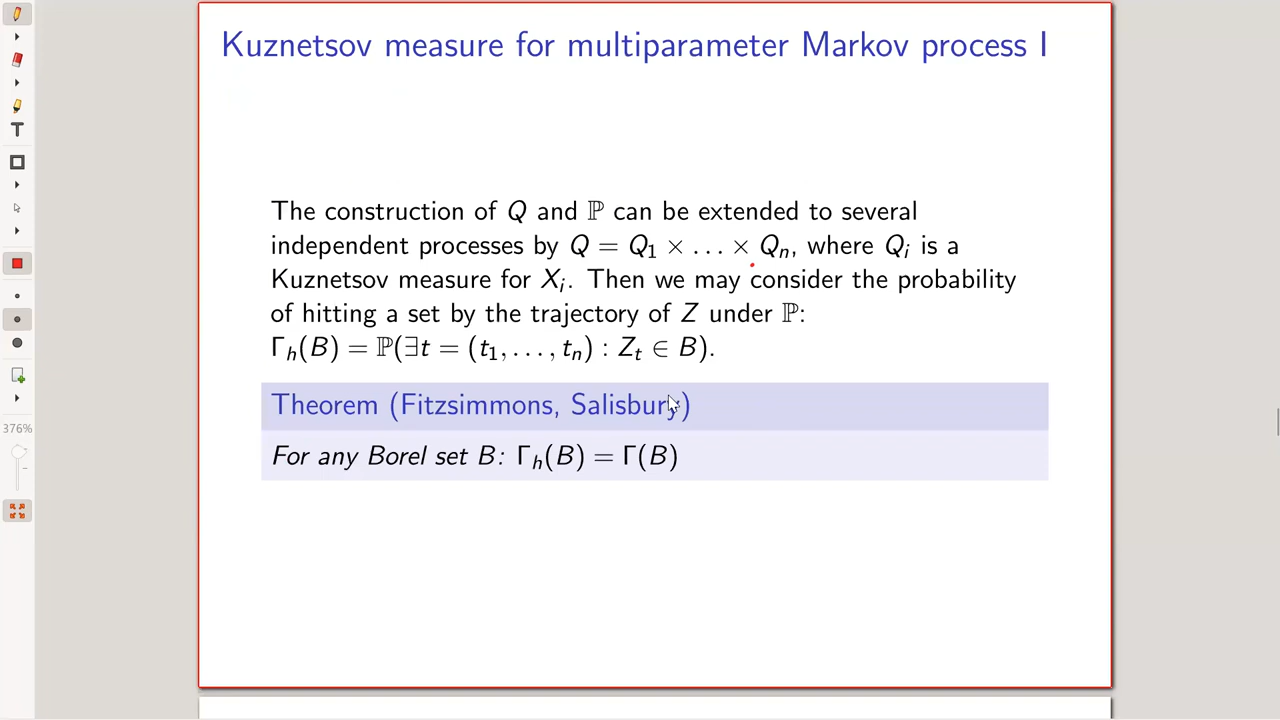 Kuznetsov measure for multiparameter Markov process I
The construction of Q and ℙ can be extended to several
independent processes by Q = Q₁ × … × Qₙ, where Qᵢ is a
Kuznetsov measure for Xᵢ. Then we may consider the probability
of hitting a set by the trajectory of Z under ℙ:
Γₕ(B) = ℙ(∃t = (t₁, …, tₙ) : Zₜ ∈ B).
Theorem (Fitzsimmons, Salisbury)
For any Borel set B: Γₕ(B) = Γ(B)
T
376%